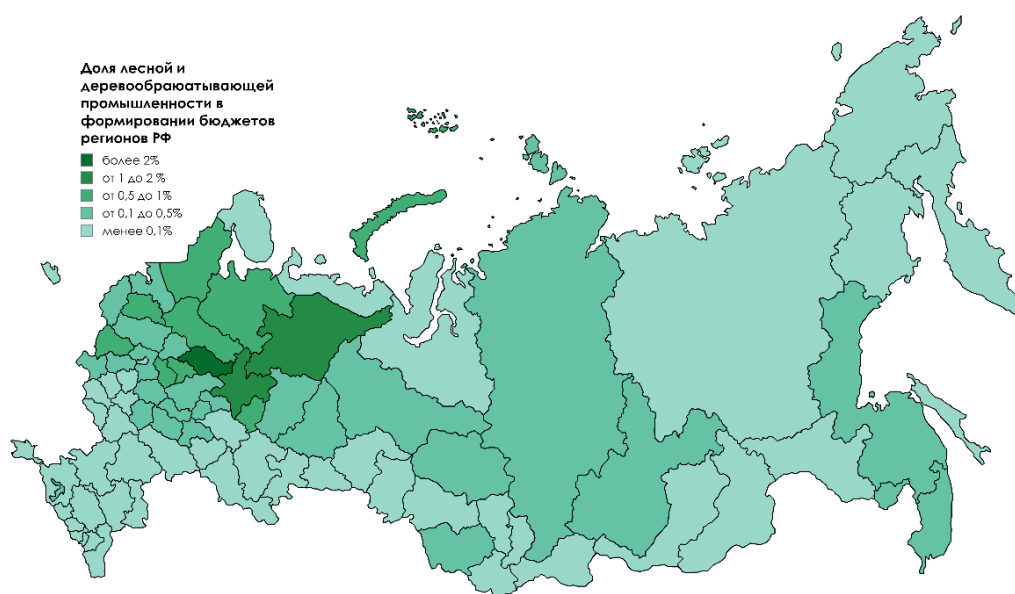 Доля лесной и
деревообраюатывающей
промышленности в
формировании бюджетов
регионов РФ
более 2%
от 1 до 2 %
от 0,5 до 1%
от 0,1 до 0,5%
менее 0,1%